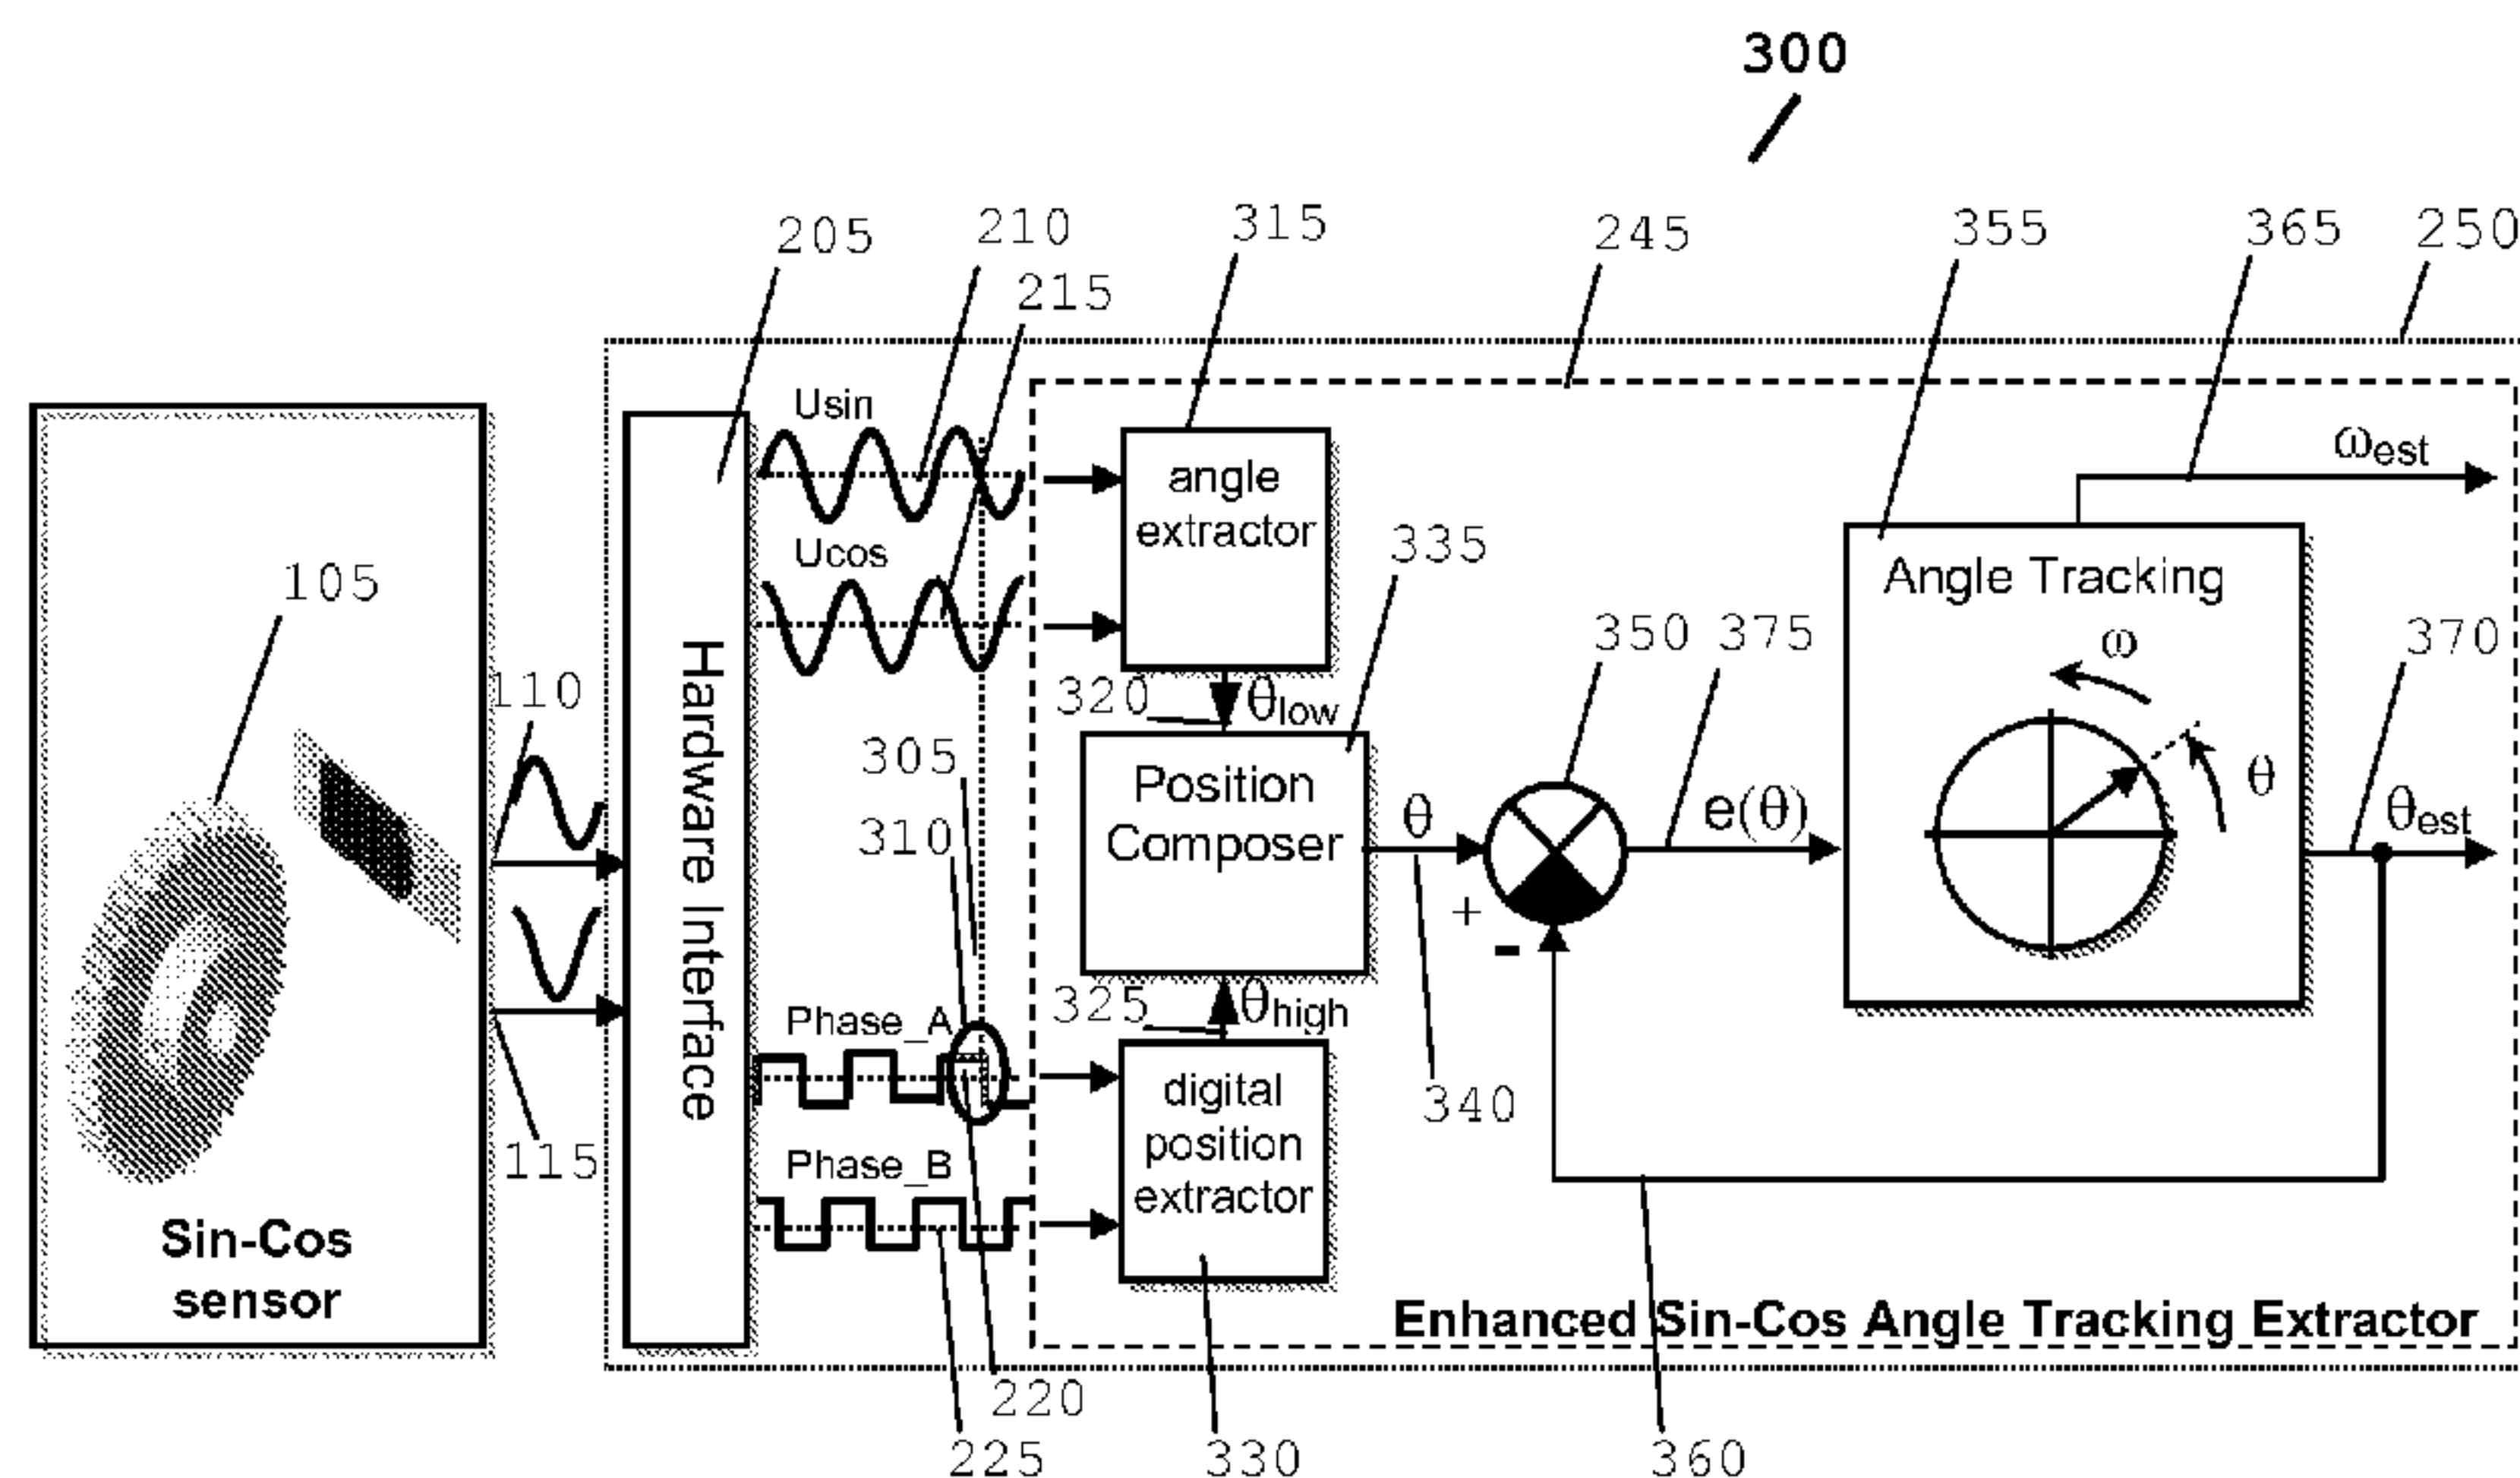 300
205
210
315
245
355
365
250
215
Usin
Ucos
angle
extractor
ωest
105
335
Angle Tracking
ω
θ
350
375
370
110
320
θlow
Hardware Interface
305
310
Position
Composer
θ
e(θ)
θest
+
-
325
θhigh
340
115
Phase_A
Phase_B
digital
position
extractor
Sin-Cos
sensor
Enhanced Sin-Cos Angle Tracking Extractor
220
225
330
360